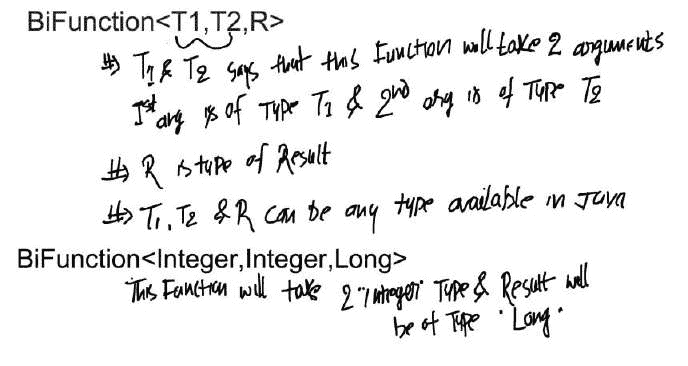 BiFunction<T1,T2,R>
⇒ T1 & T2 says that this Function will take 2 arguments
1st arg is of Type T1 & 2nd arg is of Type T2
⇒ R is type of Result
⇒ T1, T2 & R can be any type available in Java
BiFunction<Integer,Integer,Long>
This Function will take 2 "Integer" Type & Result will
be of Type "Long"